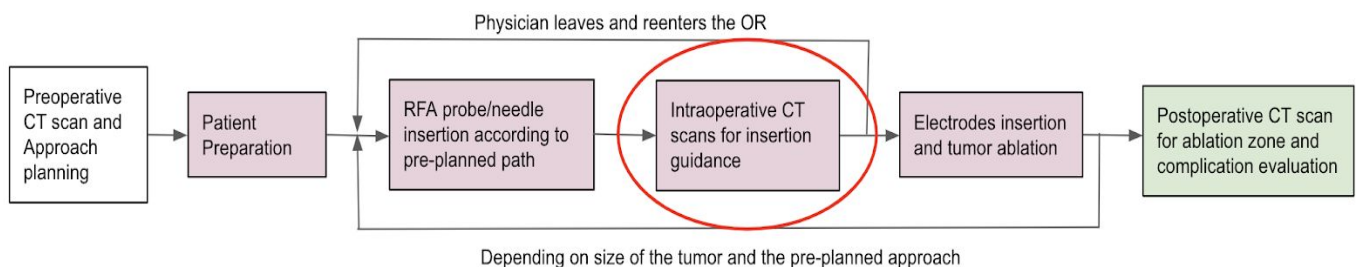 Physician leaves and reenters the OR
Preoperative
CT scan and
Approach
planning
Patient
Preparation
RFA probe/needle
insertion according to
pre-planned path
Intraoperative CT
scans for insertion
guidance
Electrodes insertion
and tumor ablation
Postoperative CT scan
for ablation zone and
complication evaluation
Depending on size of the tumor and the pre-planned approach